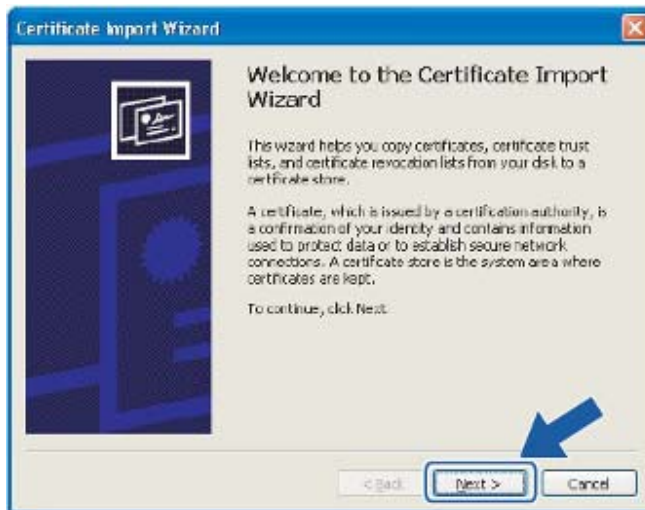 Certificate Import Wizard
Welcome to the Certificate Import
Wizard
This wizard helps you copy certificates, certificate trust
lists, and certificate revocation lists from your disk to a
certificate store.
A certificate, which is issued by a certification authority, is
a confirmation of your identity and contains information
used to protect data or to establish secure network
connections. A certificate store is the system area where
certificates are kept.
To continue, click Next.
< Back
Next >
Cancel